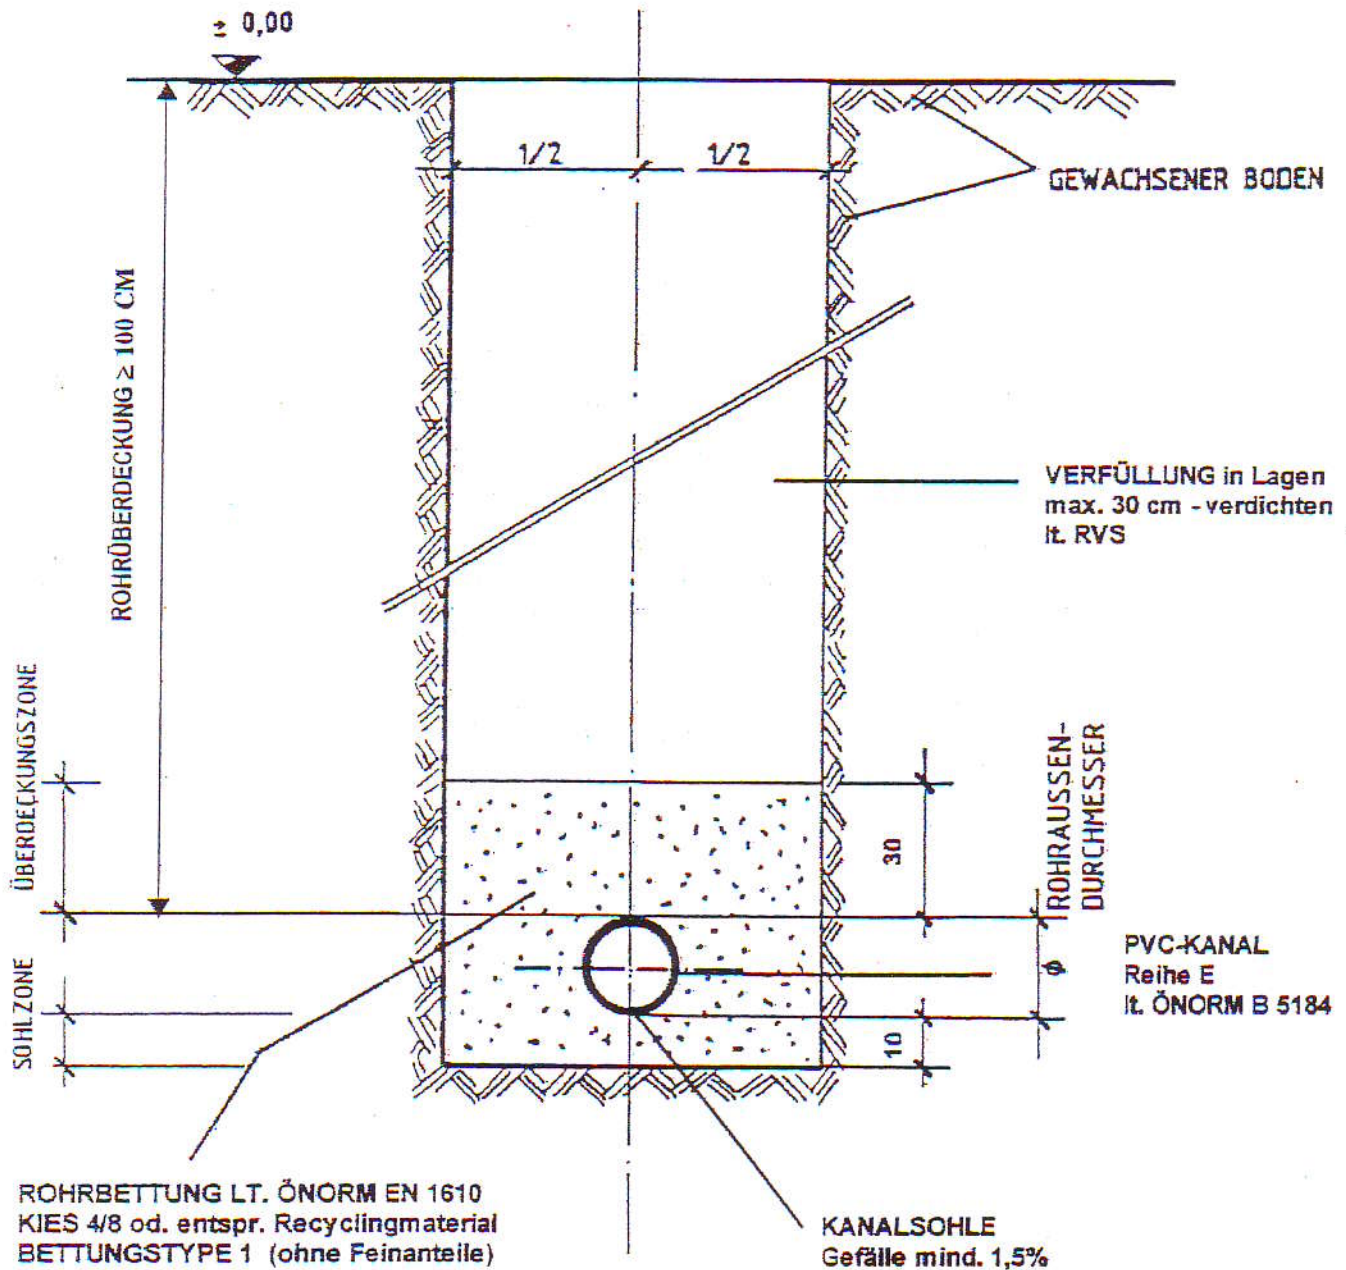 ± 0,00
1/2
1/2
GEWACHSENER BODEN
ROHRÜBERDECKUNG ≥ 100 CM
VERFÜLLUNG in Lagen
max. 30 cm - verdichten
lt. RVS
ÜBERDECKUNGSZONE
30
ROHRAUSSEN-
DURCHMESSER
PVC-KANAL
Reihe E
lt. ÖNORM B 5184
Ø
SOHLZONE
10
ROHRBETTUNG LT. ÖNORM EN 1610
KIES 4/8 od. entspr. Recyclingmaterial
BETTUNGSTYPE 1 (ohne Feinanteile)
KANALSOHLE
Gefälle mind. 1,5%